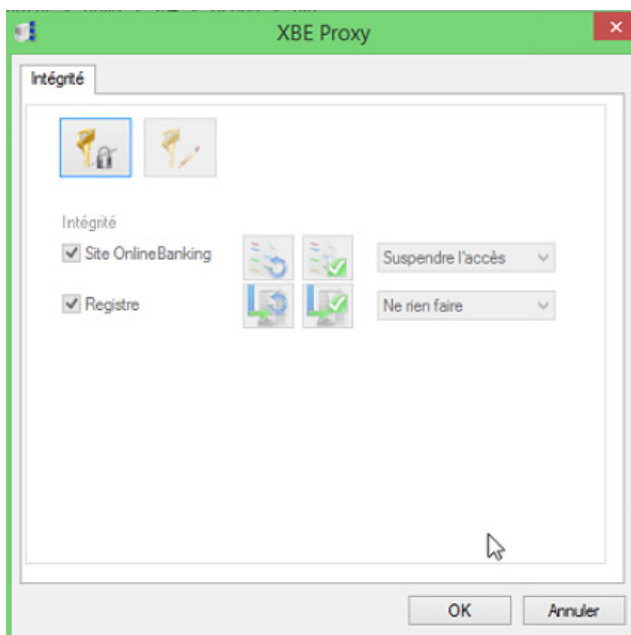 XBE Proxy
Intégrité
Intégrité
Site OnlineBanking
Suspendre l'accès
Registre
Ne rien faire
OK
Annuler